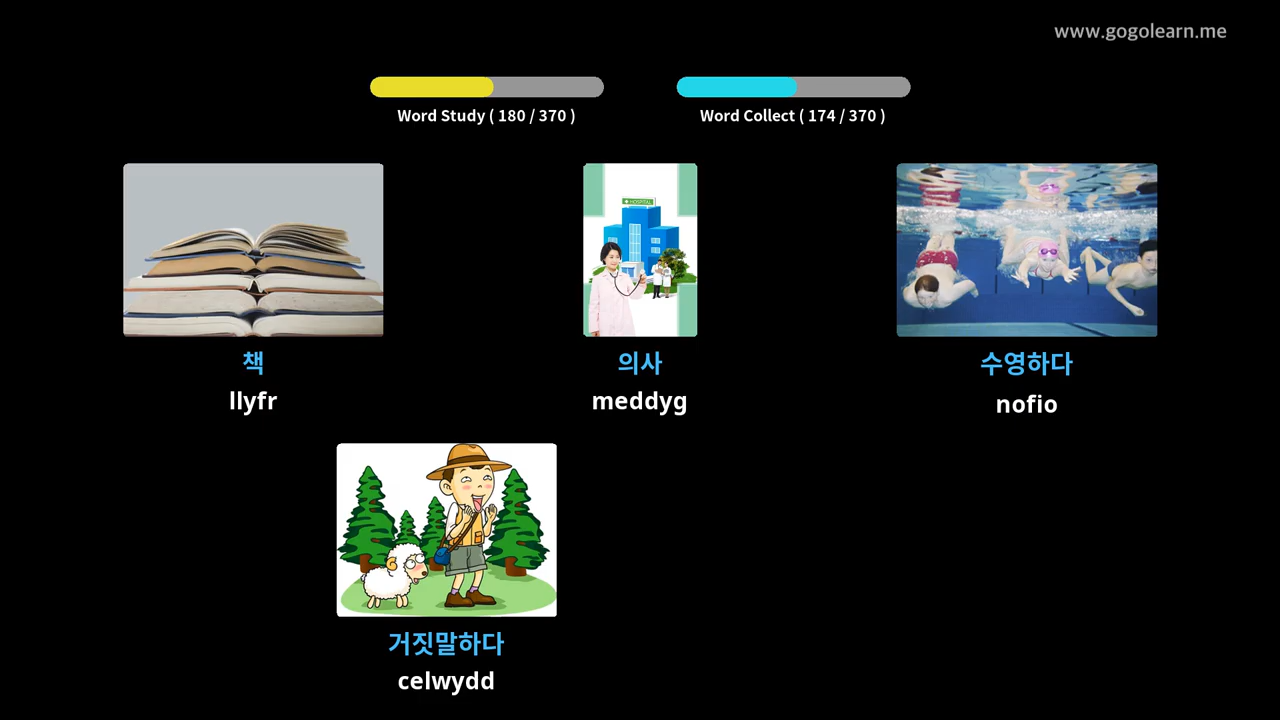 www.gogolearn.me
Word Study ( 180 / 370 )
Word Collect ( 174 / 370 )
HOSPITAL
책
llyfr
의사
meddyg
수영하다
nofio
거짓말하다
celwydd